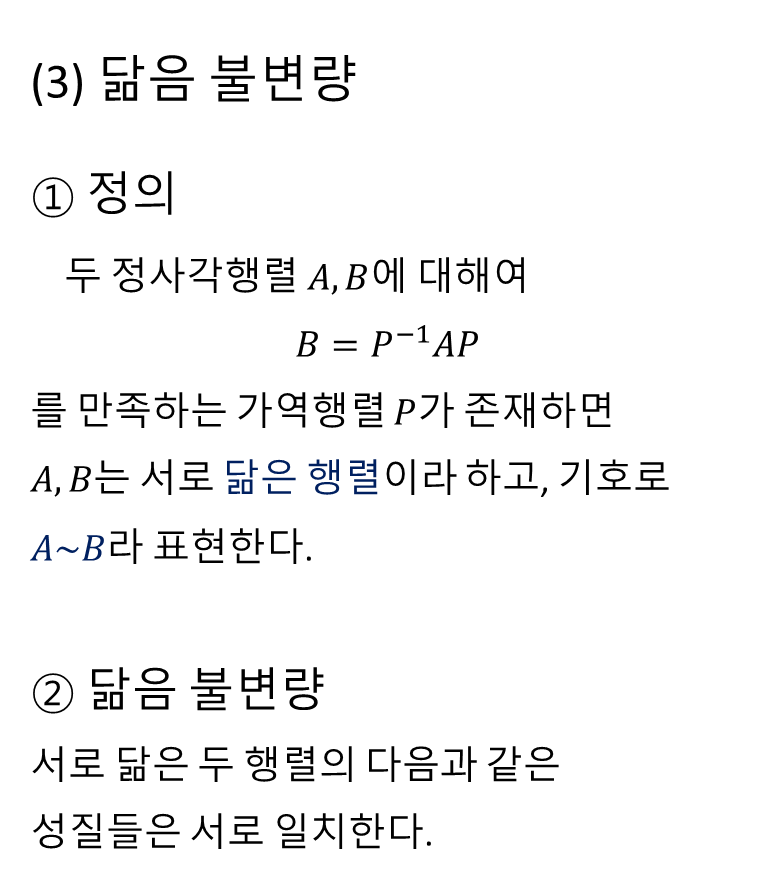 (3) 닮음 불변량
① 정의
두 정사각행렬 A, B에 대해여
B = P⁻¹AP
를 만족하는 가역행렬 P가 존재하면
A, B는 서로 닮은 행렬이라 하고, 기호로
A~B라 표현한다.
② 닮음 불변량
서로 닮은 두 행렬의 다음과 같은
성질들은 서로 일치한다.